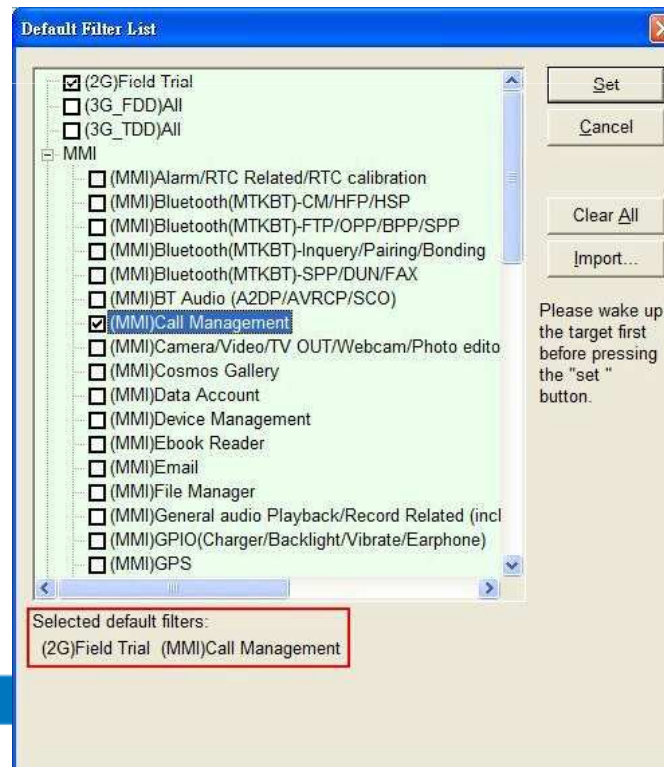 Default Filter List
(2G)Field Trial
(3G_FDD)All
(3G_TDD)All
MMI
(MMI)Alarm/RTC Related/RTC calibration
(MMI)Bluetooth(MTKBT)-CM/HFP/HSP
(MMI)Bluetooth(MTKBT)-FTP/OPP/BPP/SPP
(MMI)Bluetooth(MTKBT)-Inquery/Pairing/Bonding
(MMI)Bluetooth(MTKBT)-SPP/DUN/FAX
(MMI)BT Audio (A2DP/AVRCP/SCO)
(MMI)Call Management
(MMI)Camera/Video/TV OUT/Webcam/Photo edito
(MMI)Cosmos Gallery
(MMI)Data Account
(MMI)Device Management
(MMI)Ebook Reader
(MMI)Email
(MMI)File Manager
(MMI)General audio Playback/Record Related (incl
(MMI)GPIO(Charger/Backlight/Vibrate/Earphone)
(MMI)GPS
Set
Cancel
Clear All
Import...
Please wake up
the target first
before pressing
the "set "
button.
Selected default filters:
(2G)Field Trial (MMI)Call Management